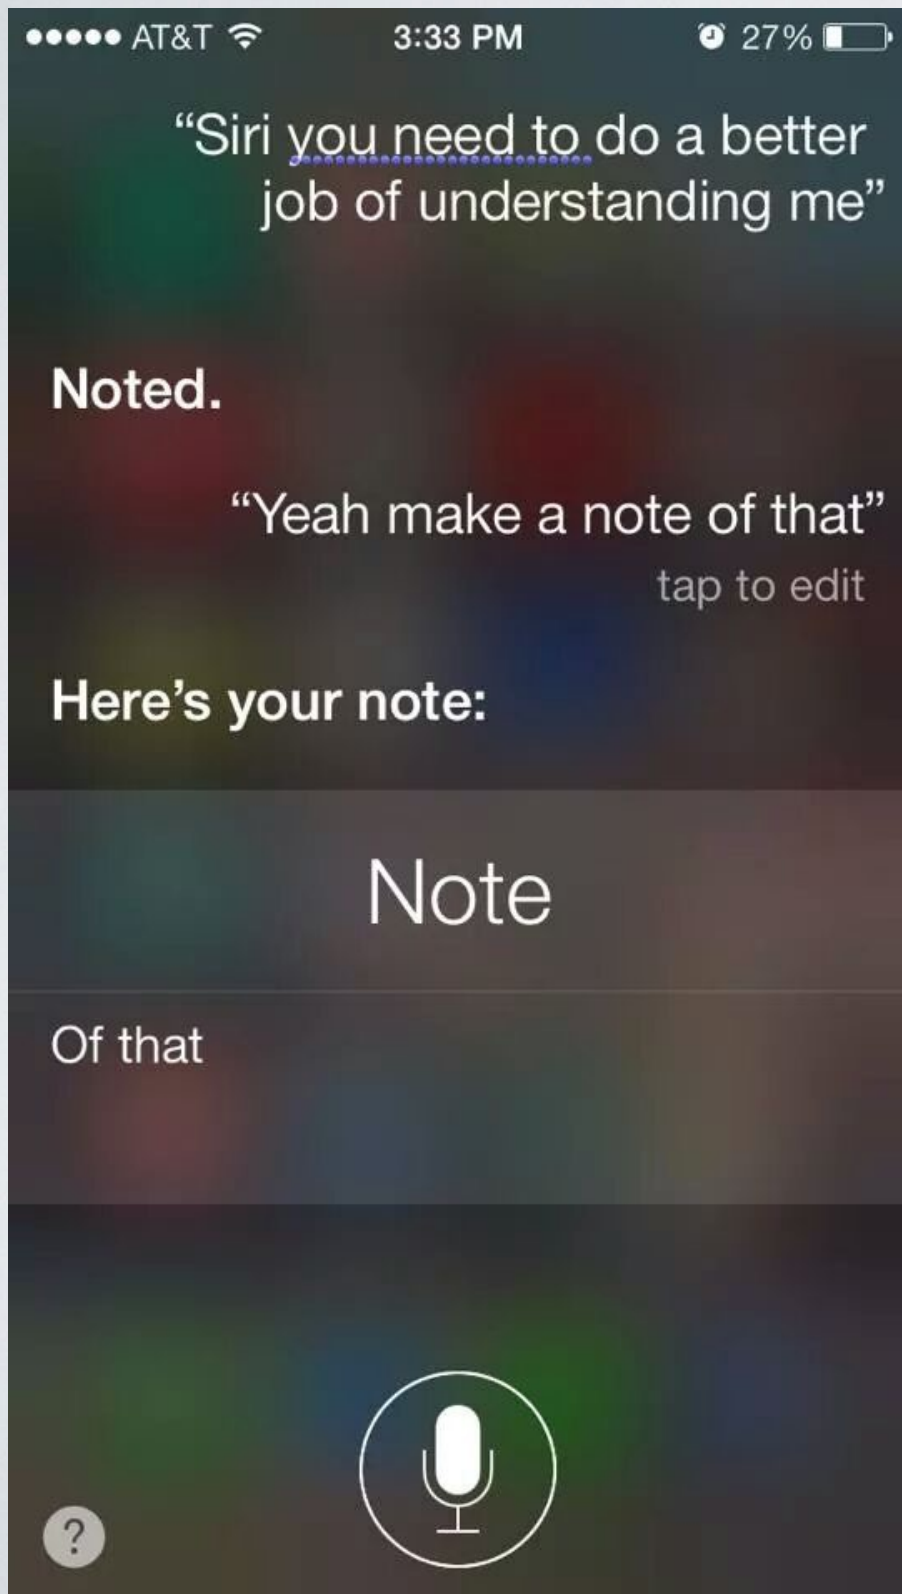 AT&T 3:33 PM 27%
“Siri you need to do a better
job of understanding me”
Noted.
“Yeah make a note of that”
tap to edit
Here’s your note:
Note
Of that
?